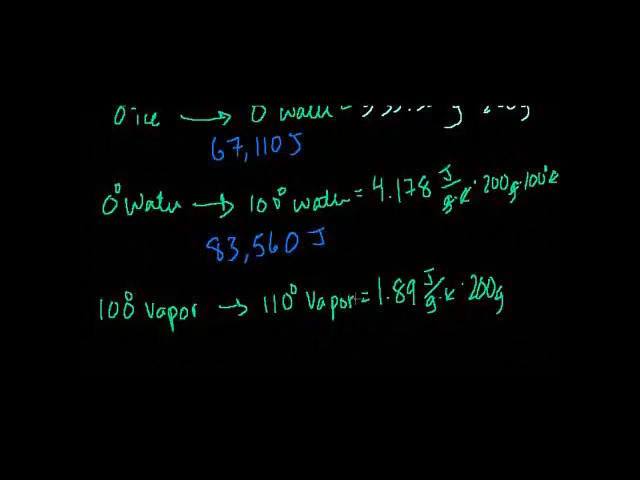 0° ice → 0 water =
67,110 J
0° Water → 100° water = 4.178 J/g·K · 200g · 100°K
83,560 J
100° vapor → 110° vapor = 1.89 J/g·K · 200g